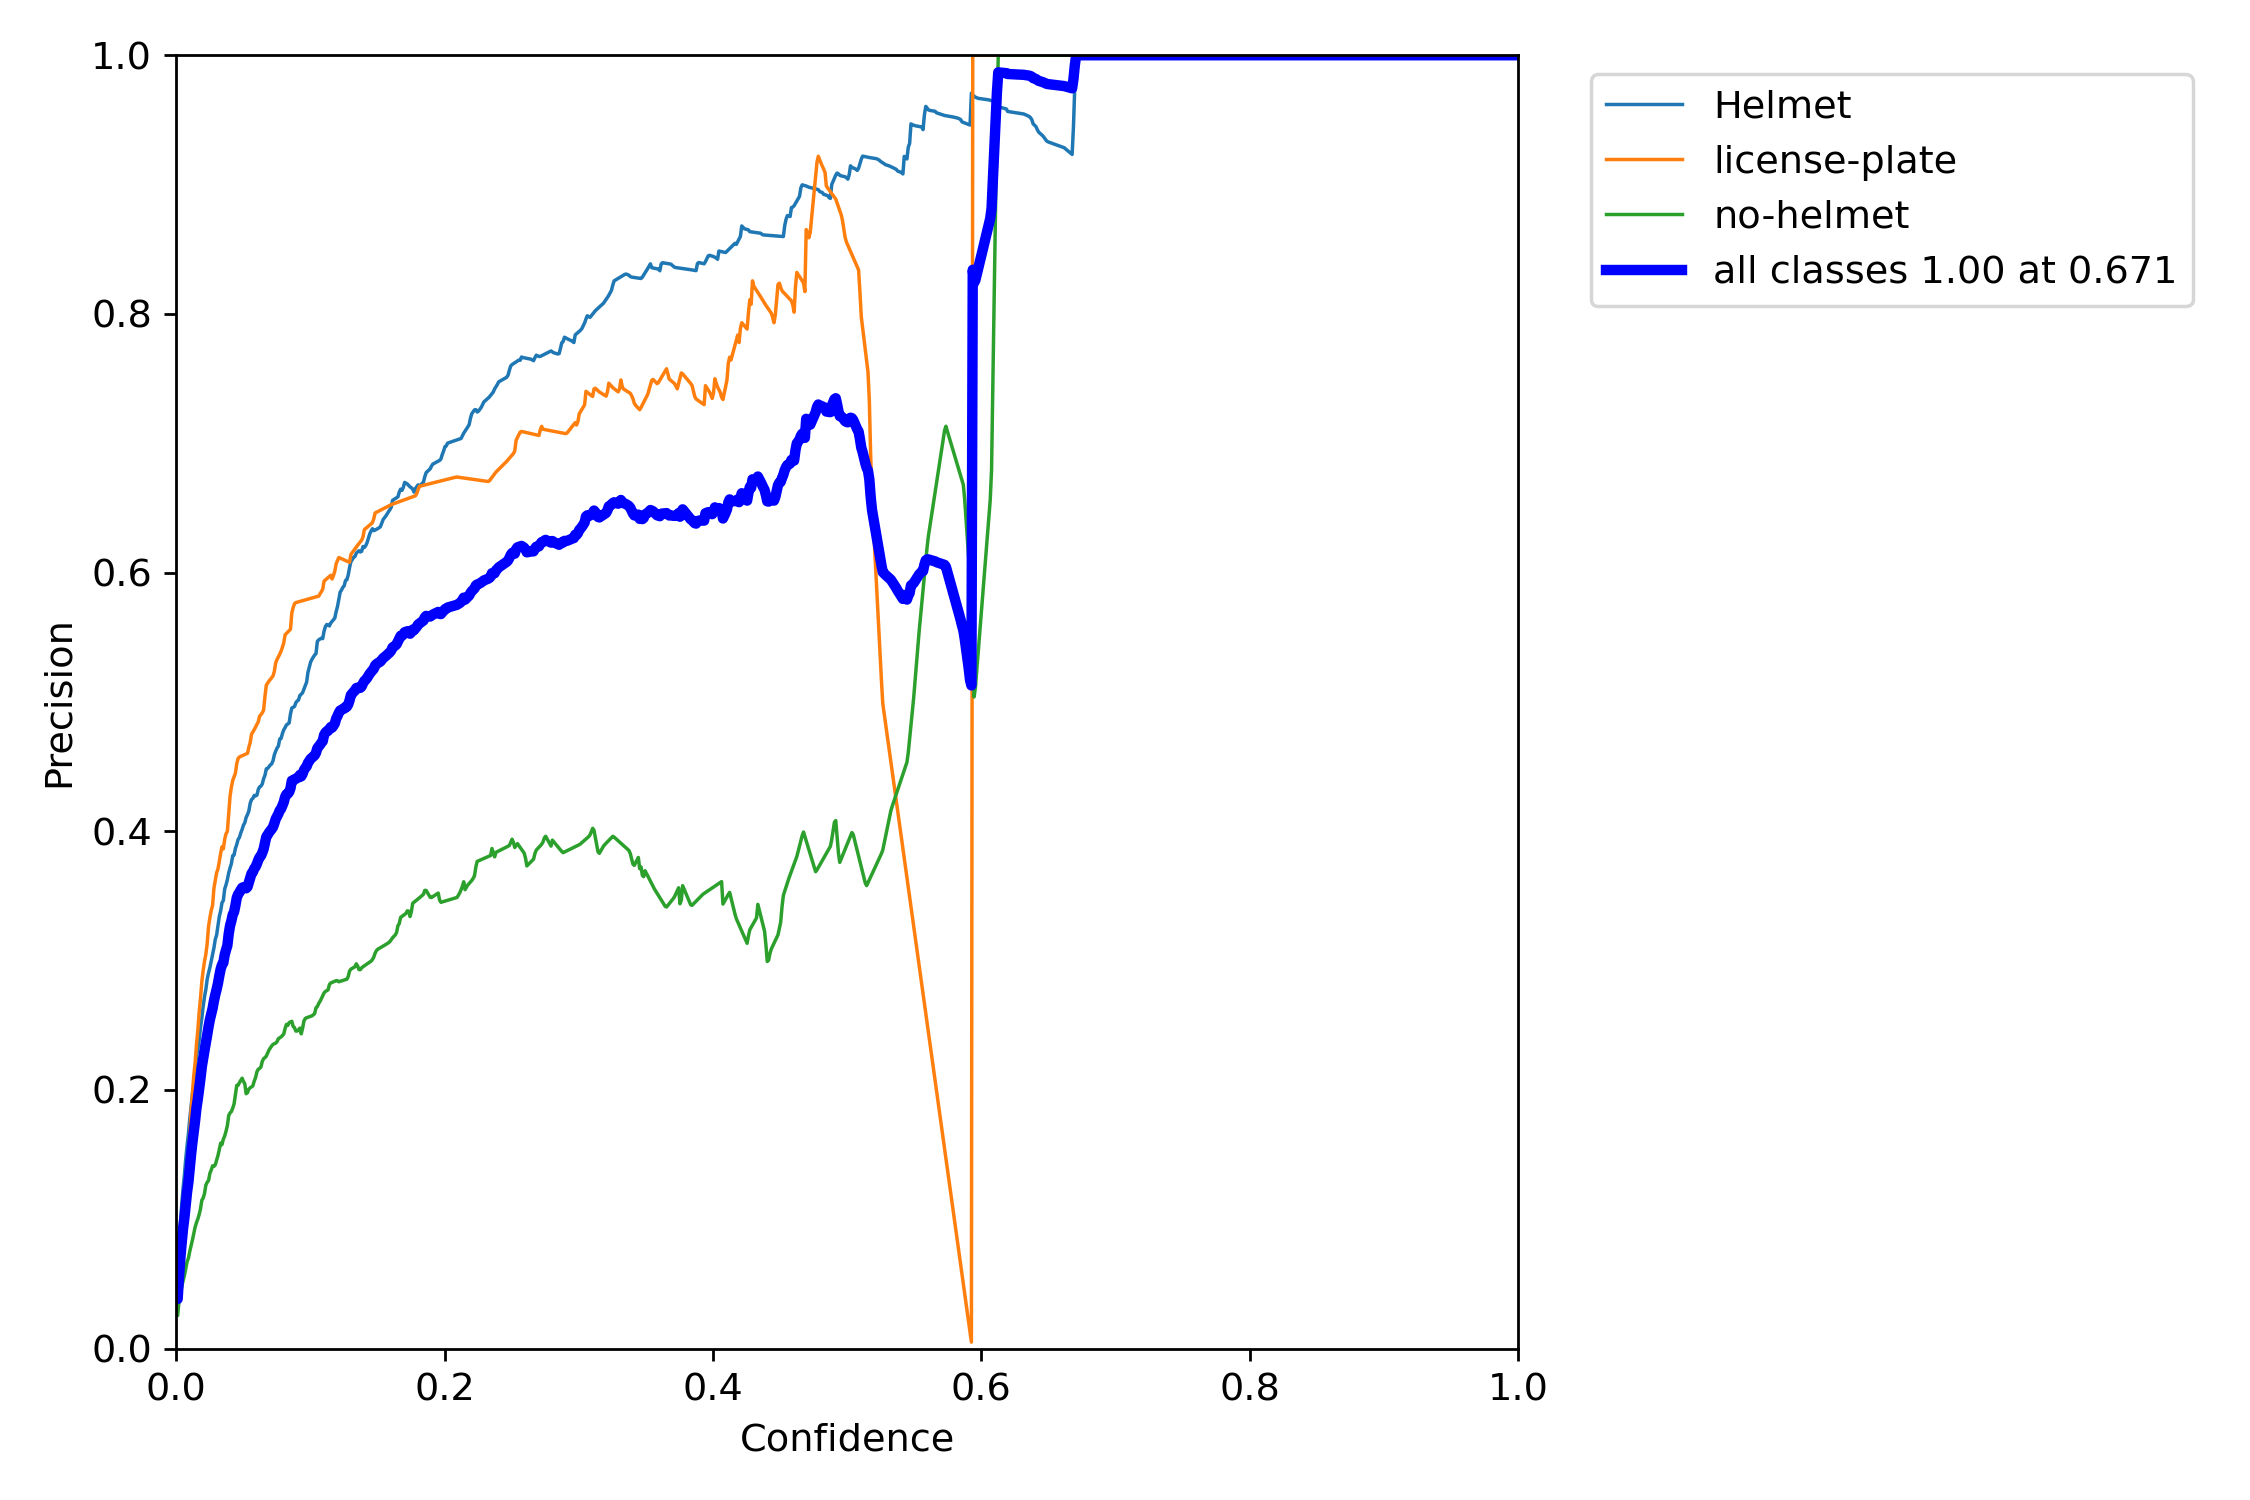 1.0
0.8
0.6
0.4
0.2
0.0
Precision
0.0 0.2 0.4 0.6 0.8 1.0
Confidence
Helmet
license-plate
no-helmet
all classes 1.00 at 0.671